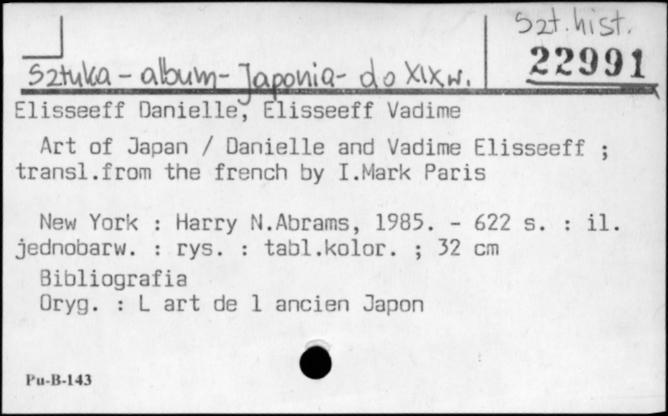 Szt. hist.
22991
Sztuka - album - Japonia - do XIX w.
Elisseeff Danielle, Elisseeff Vadime
Art of Japan / Danielle and Vadime Elisseeff ;
transl.from the french by I.Mark Paris
New York : Harry N.Abrams, 1985. - 622 s. : il.
jednobarw. : rys. : tabl.kolor. ; 32 cm
Bibliografia
Oryg. : L art de l ancien Japon
Pu-B-143